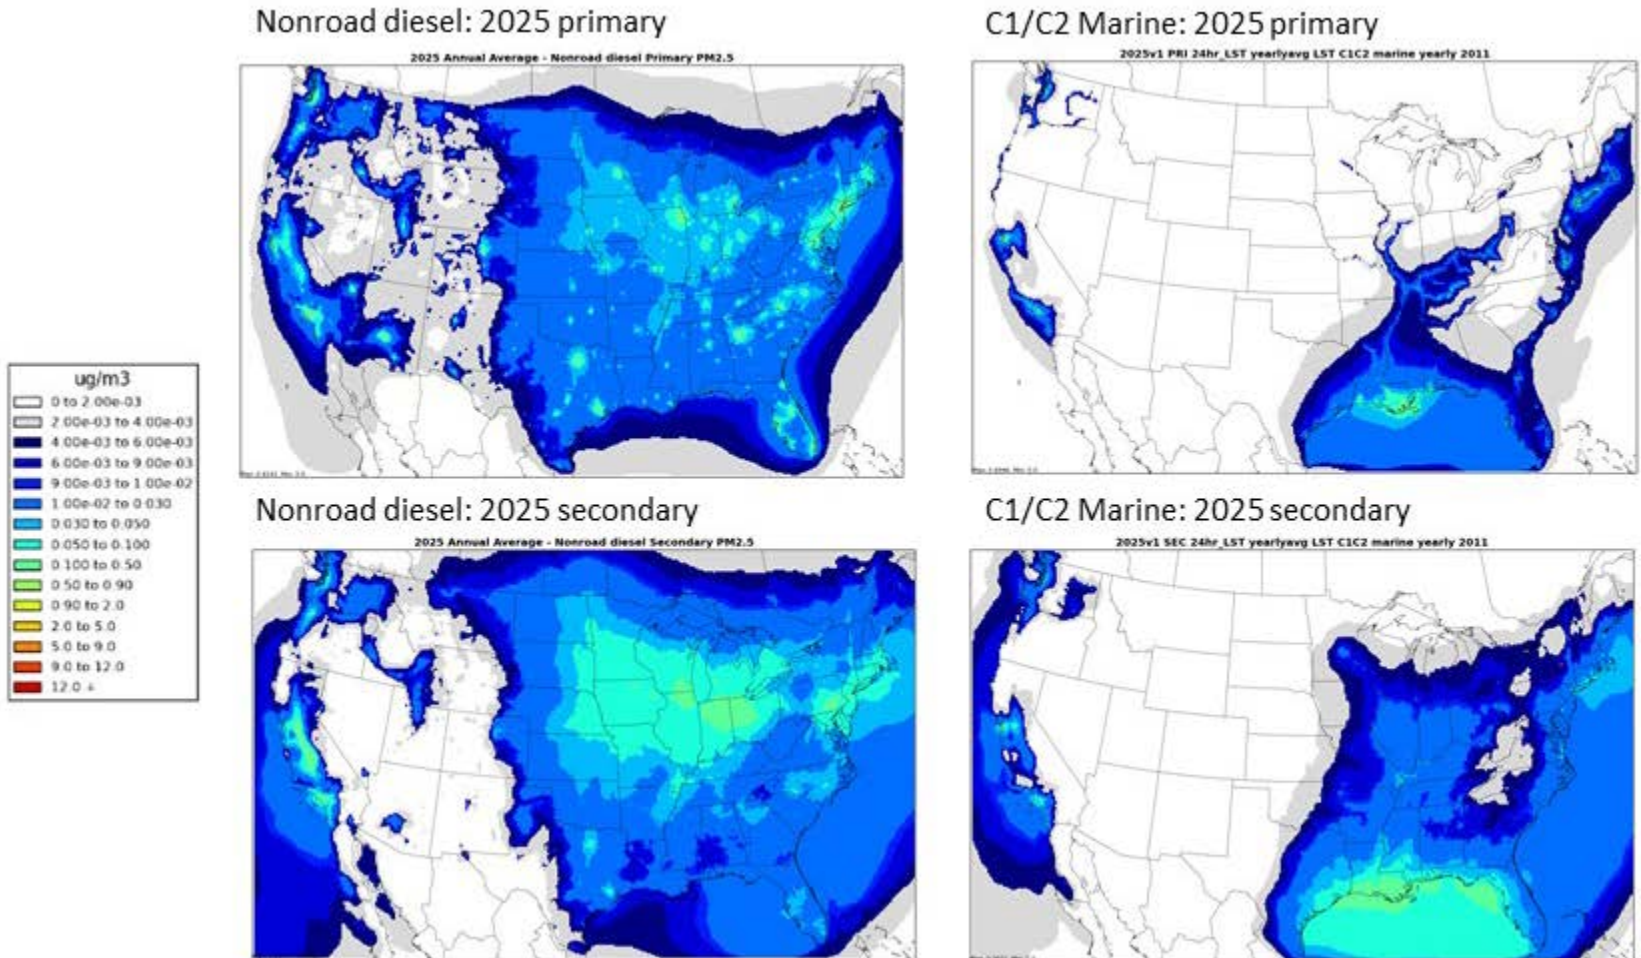 Nonroad diesel: 2025 primary
2025 Annual Average - Nonroad diesel Primary PM2.5
C1/C2 Marine: 2025 primary
2025v1 PRI 24hr_LST yearlyavg LST C1C2 marine yearly 2011
ug/m3
0 to 2.00e-03
2.00e-03 to 4.00e-03
4.00e-03 to 6.00e-03
6.00e-03 to 9.00e-03
9.00e-03 to 1.00e-02
1.00e-02 to 0.030
0.030 to 0.050
0.050 to 0.100
0.100 to 0.50
0.50 to 0.90
0.90 to 2.0
2.0 to 5.0
5.0 to 9.0
9.0 to 12.0
12.0 +
Nonroad diesel: 2025 secondary
2025 Annual Average - Nonroad diesel Secondary PM2.5
C1/C2 Marine: 2025 secondary
2025v1 SEC 24hr_LST yearlyavg LST C1C2 marine yearly 2011